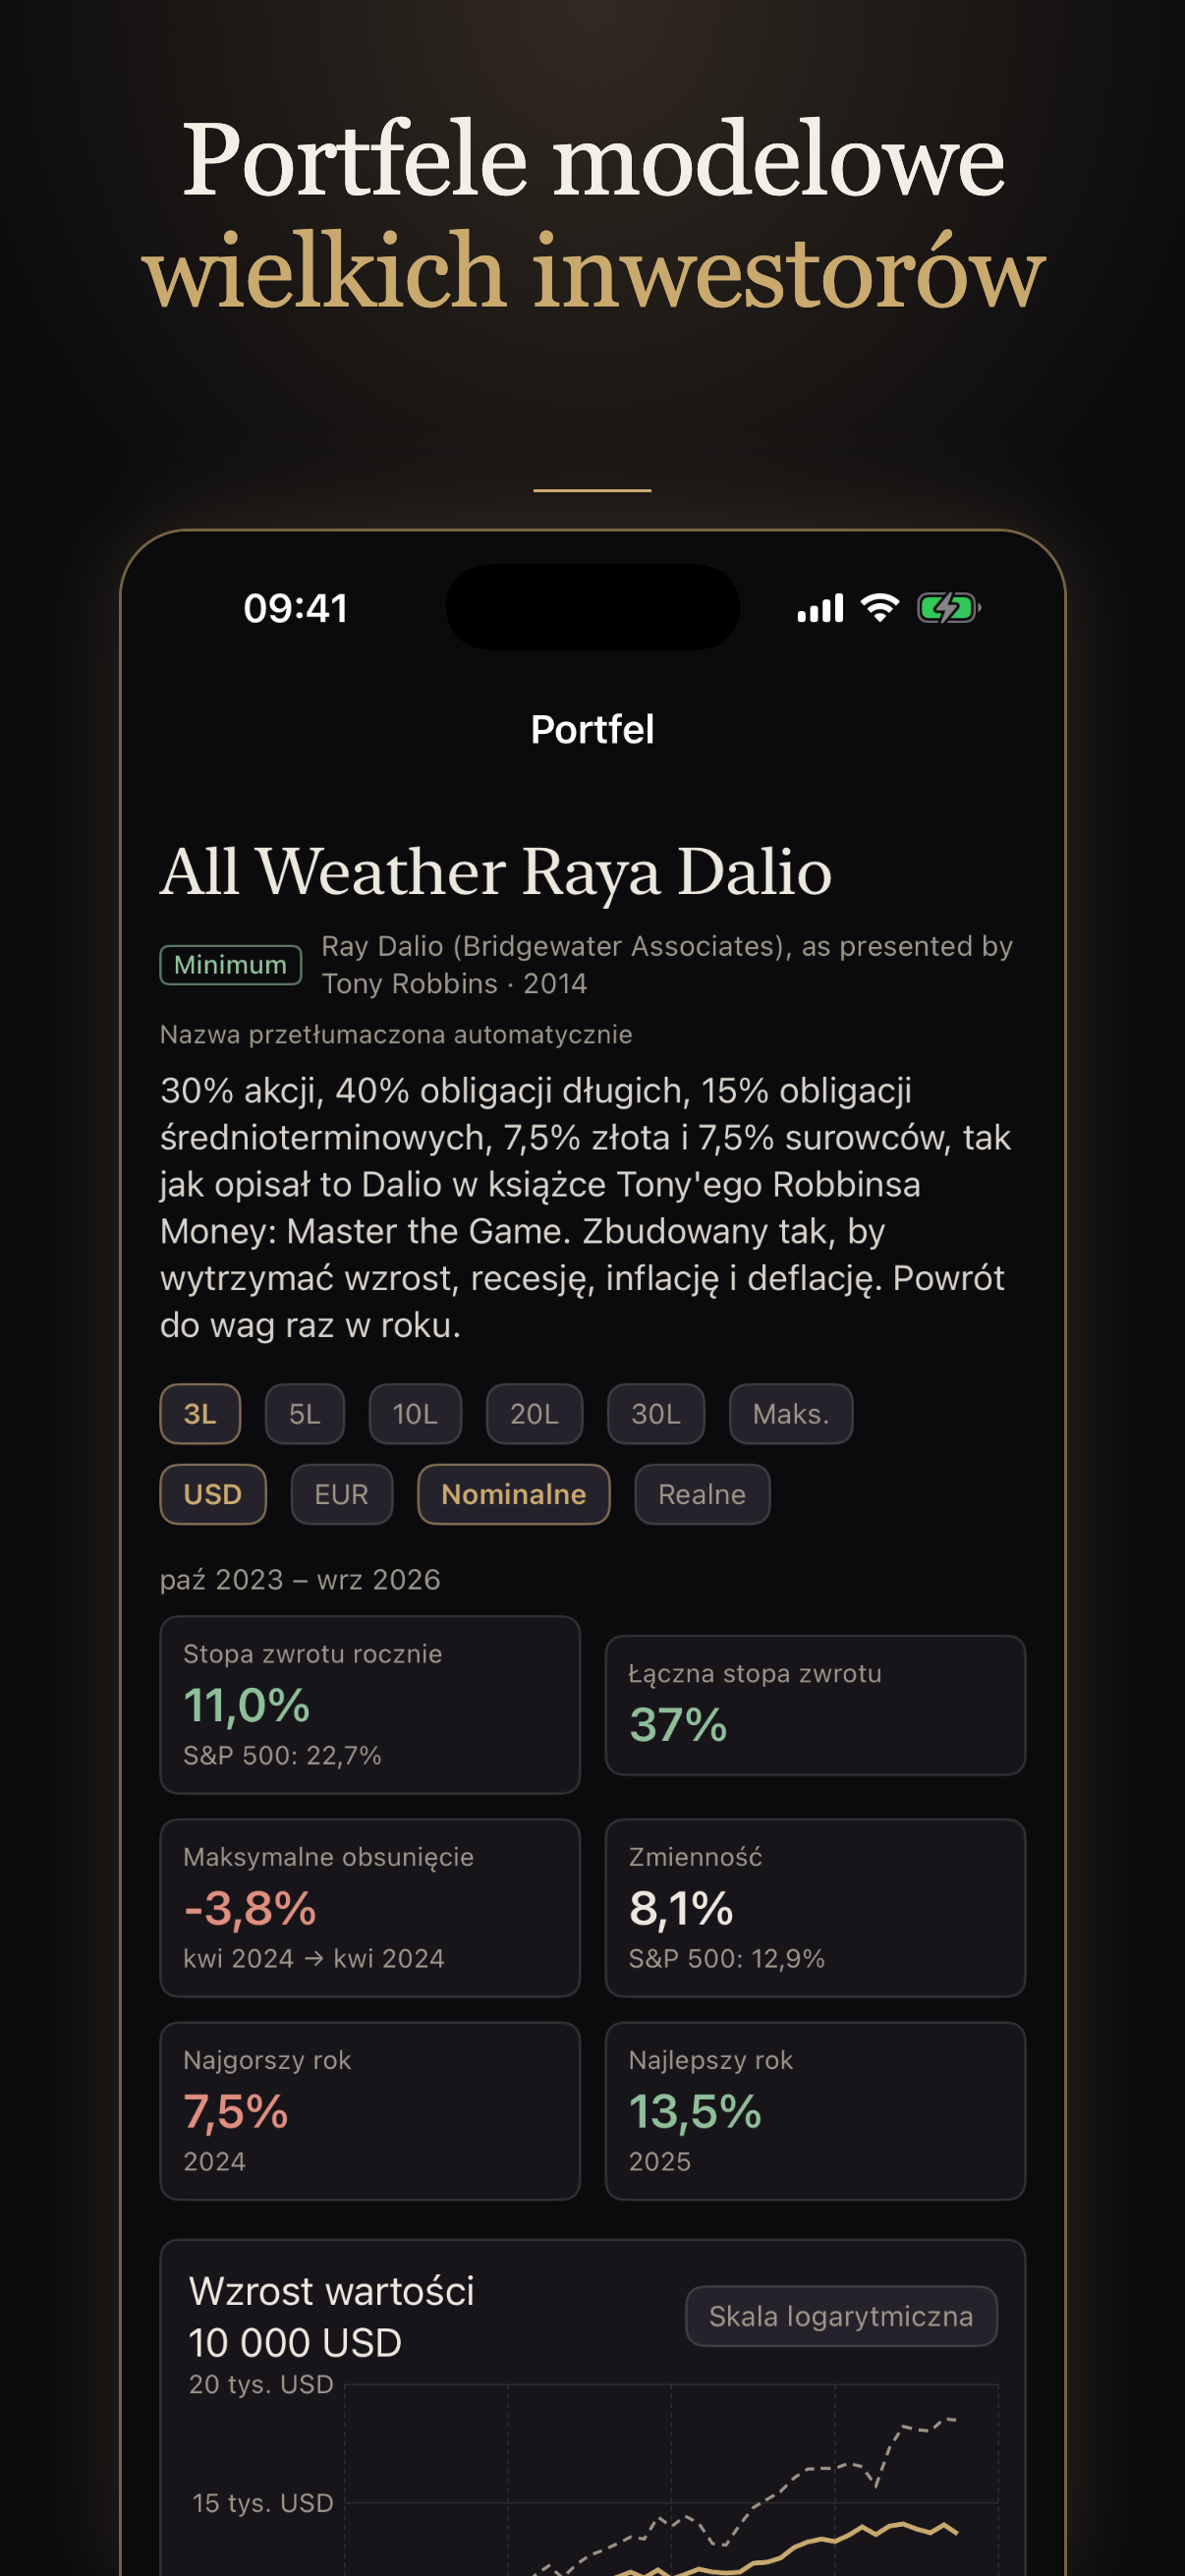 Portfele modelowe
wielkich inwestorów
09:41
Portfel
All Weather Raya Dalio
Minimum
Ray Dalio (Bridgewater Associates), as presented by
Tony Robbins · 2014
Nazwa przetłumaczona automatycznie
30% akcji, 40% obligacji długich, 15% obligacji
średnioterminowych, 7,5% złota i 7,5% surowców, tak
jak opisał to Dalio w książce Tony'ego Robbinsa
Money: Master the Game. Zbudowany tak, by
wytrzymać wzrost, recesję, inflację i deflację. Powrót
do wag raz w roku.
3L 5L 10L 20L 30L Maks.
USD EUR Nominalne Realne
paź 2023 – wrz 2026
Stopa zwrotu rocznie
11,0%
S&P 500: 22,7%
Łączna stopa zwrotu
37%
Maksymalne obsunięcie
-3,8%
kwi 2024 → kwi 2024
Zmienność
8,1%
S&P 500: 12,9%
Najgorszy rok
7,5%
2024
Najlepszy rok
13,5%
2025
Wzrost wartości
10 000 USD
Skala logarytmiczna
20 tys. USD
15 tys. USD